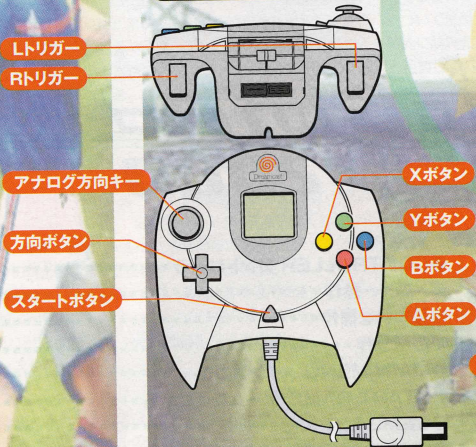 Lトリガー
Rトリガー
Dreamcast
アナログ方向キー
方向ボタン
スタートボタン
Xボタン
Yボタン
Bボタン
Aボタン